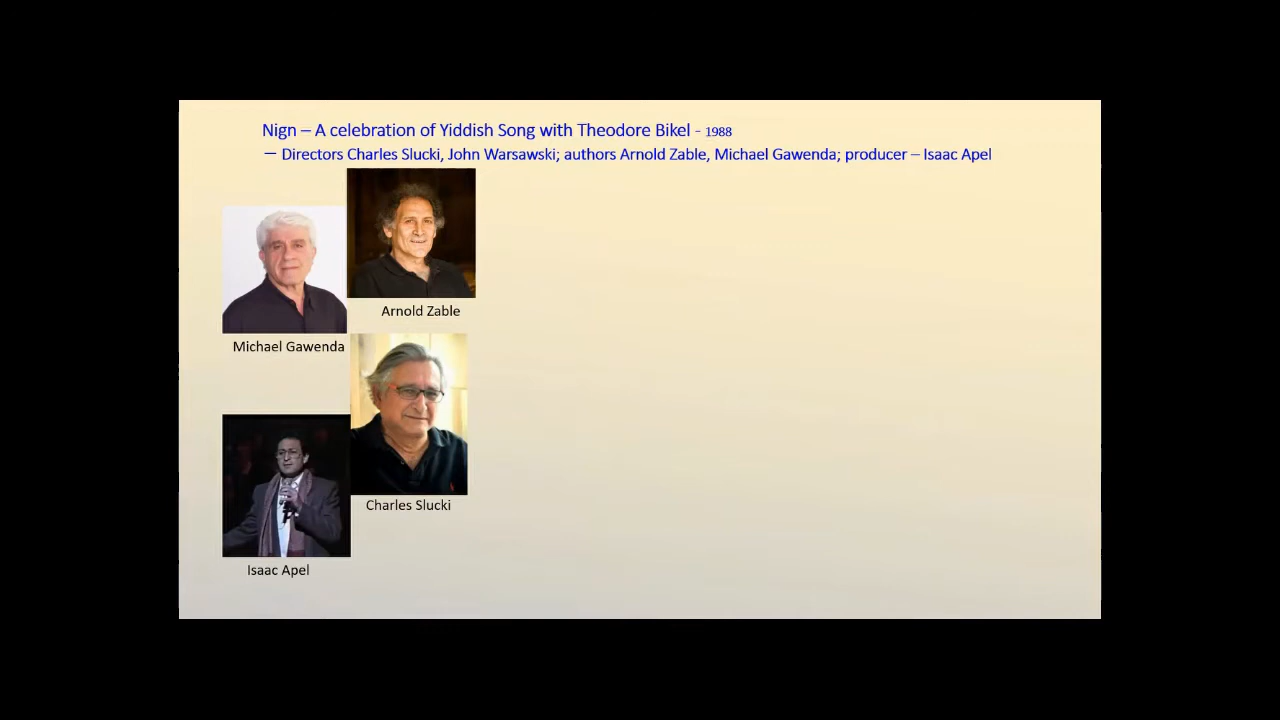 Nign – A celebration of Yiddish Song with Theodore Bikel - 1988
– Directors Charles Slucki, John Warsawski; authors Arnold Zable, Michael Gawenda; producer – Isaac Apel
Arnold Zable
Michael Gawenda
Charles Slucki
Isaac Apel